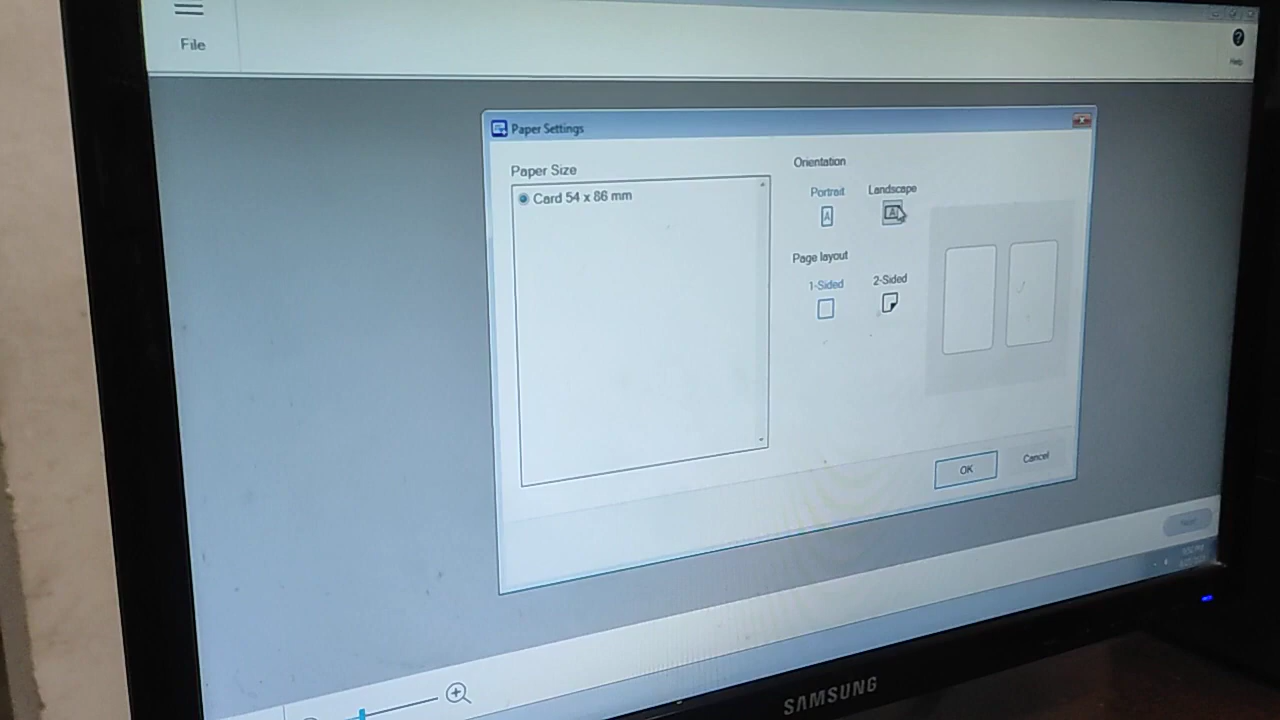 File
Help
Paper Settings
Paper Size
Card 54 x 86 mm
Orientation
Portrait
Landscape
A
A
Page layout
1-Sided
2-Sided
OK
Cancel
SAMSUNG